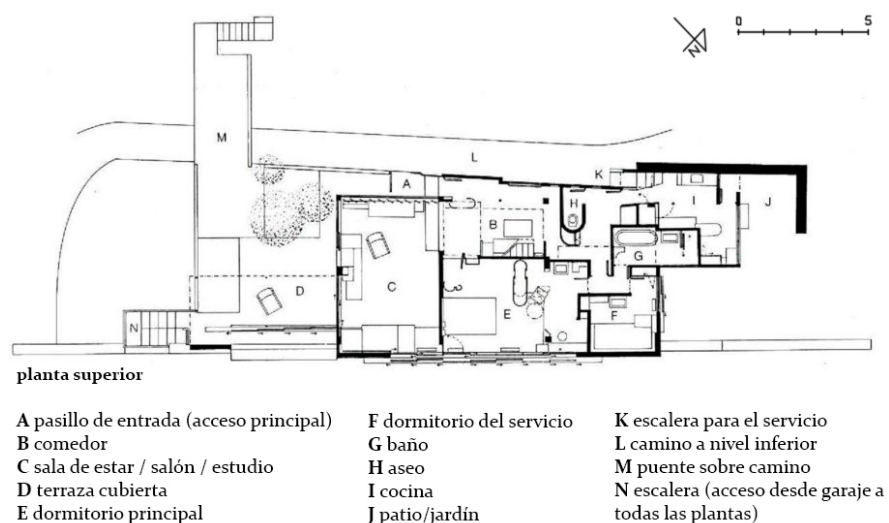 0 5
N
M
L
K
A
H
I
J
B
G
D
C
E
F
N
planta superior
A pasillo de entrada (acceso principal)
B comedor
C sala de estar / salón / estudio
D terraza cubierta
E dormitorio principal
F dormitorio del servicio
G baño
H aseo
I cocina
J patio/jardín
K escalera para el servicio
L camino a nivel inferior
M puente sobre camino
N escalera (acceso desde garaje a
todas las plantas)